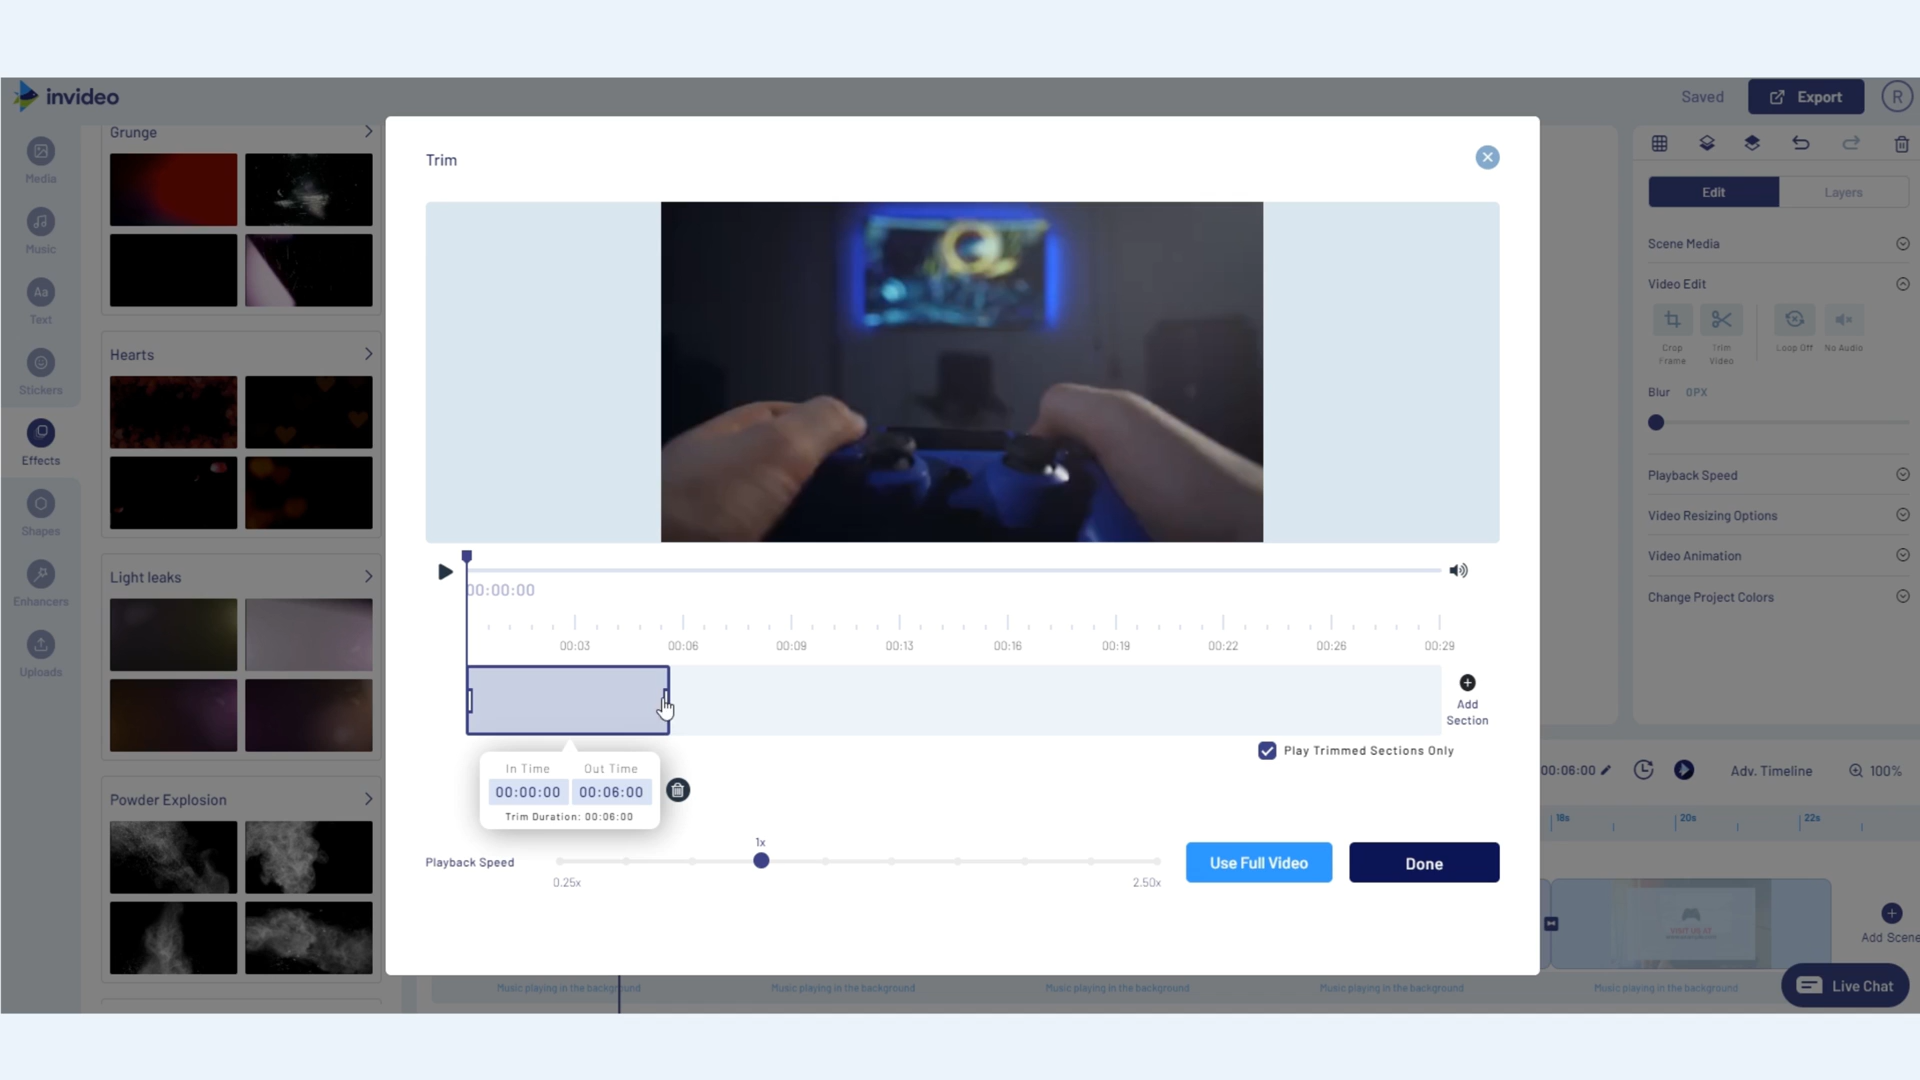 invideo
Saved
Export
R
Media
Music
Text
Stickers
Effects
Shapes
Enhancers
Uploads
Aa
Grunge
Hearts
Light leaks
Powder Explosion
Trim
00:00:00
00:03
00:06
00:09
00:13
00:16
00:19
00:22
00:26
00:29
Add
Section
Play Trimmed Sections Only
In Time
Out Time
00:00:00
00:06:00
Trim Duration: 00:06:00
Playback Speed
1x
0.25x
2.50x
Use Full Video
Done
Edit
Layers
Scene Media
Video Edit
Crop
Frame
Trim
Video
Loop Off
No Audio
Blur
0PX
Playback Speed
Video Resizing Options
Video Animation
Change Project Colors
00:06:00
Adv. Timeline
100%
18s
20s
22s
VISIT US AT
Add Scene
Music playing in the background
Music playing in the background
Music playing in the background
Music playing in the background
Music playing in the background
Live Chat